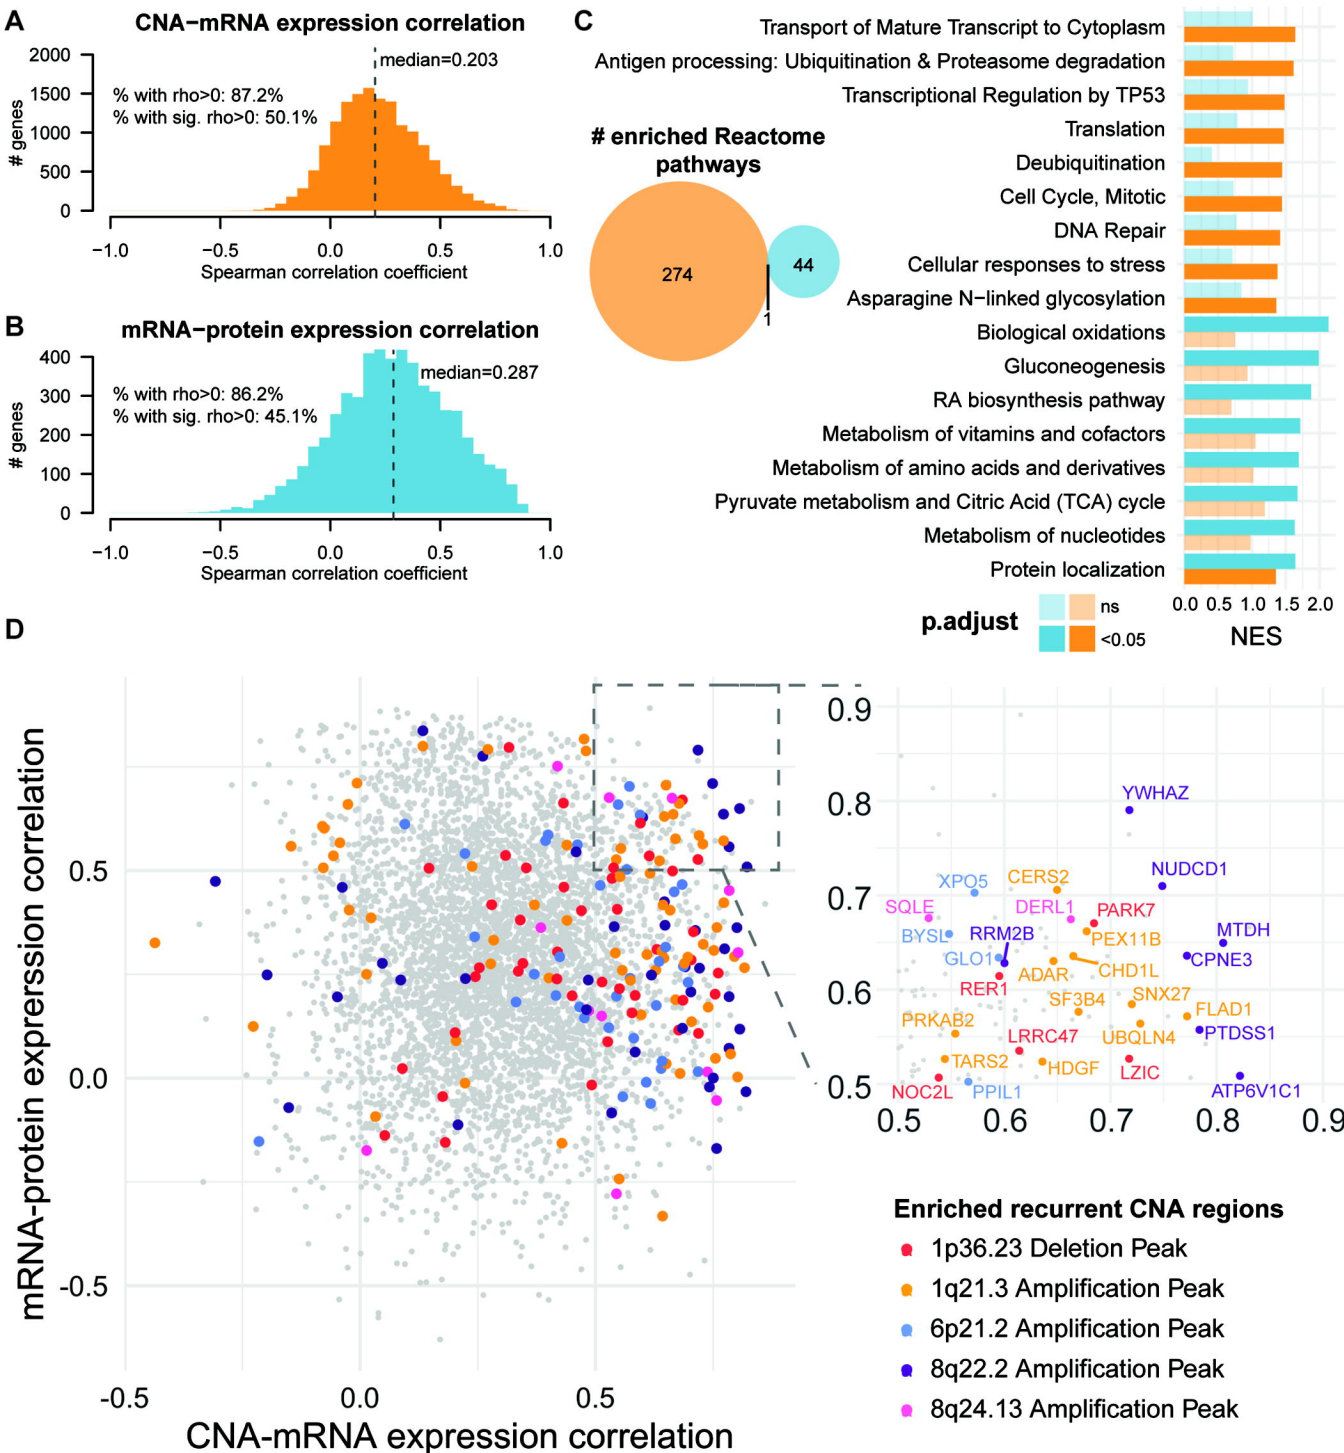 A
CNA−mRNA expression correlation
2000
1500
1000
500
0
# genes
median=0.203
% with rho>0: 87.2%
% with sig. rho>0: 50.1%
−1.0 −0.5 0.0 0.5 1.0
Spearman correlation coefficient
B
mRNA−protein expression correlation
400
300
200
100
0
# genes
median=0.287
% with rho>0: 86.2%
% with sig. rho>0: 45.1%
−1.0 −0.5 0.0 0.5 1.0
Spearman correlation coefficient
C
# enriched Reactome
pathways
274
44
1
Transport of Mature Transcript to Cytoplasm
Antigen processing: Ubiquitination & Proteasome degradation
Transcriptional Regulation by TP53
Translation
Deubiquitination
Cell Cycle, Mitotic
DNA Repair
Cellular responses to stress
Asparagine N−linked glycosylation
Biological oxidations
Gluconeogenesis
RA biosynthesis pathway
Metabolism of vitamins and cofactors
Metabolism of amino acids and derivatives
Pyruvate metabolism and Citric Acid (TCA) cycle
Metabolism of nucleotides
Protein localization
0.0 0.5 1.0 1.5 2.0
NES
p.adjust
ns
<0.05
D
mRNA-protein experession correlation
0.5
0.0
-0.5
-0.5 0.0 0.5
CNA-mRNA expression correlation
0.9
0.8
0.7
0.6
0.5
0.5 0.6 0.7 0.8 0.9
YWHAZ
NUDCD1
XPO5
CERS2
SQLE
DERL1
PARK7
BYSL
RRM2B
PEX11B
MTDH
GLO1
CPNE3
ADAR
CHD1L
RER1
SF3B4
SNX27
FLAD1
PRKAB2
LRRC47
UBQLN4
PTDSS1
TARS2
HDGF
LZIC
NOC2L
PPIL1
ATP6V1C1
Enriched recurrent CNA regions
1p36.23 Deletion Peak
1q21.3 Amplification Peak
6p21.2 Amplification Peak
8q22.2 Amplification Peak
8q24.13 Amplification Peak